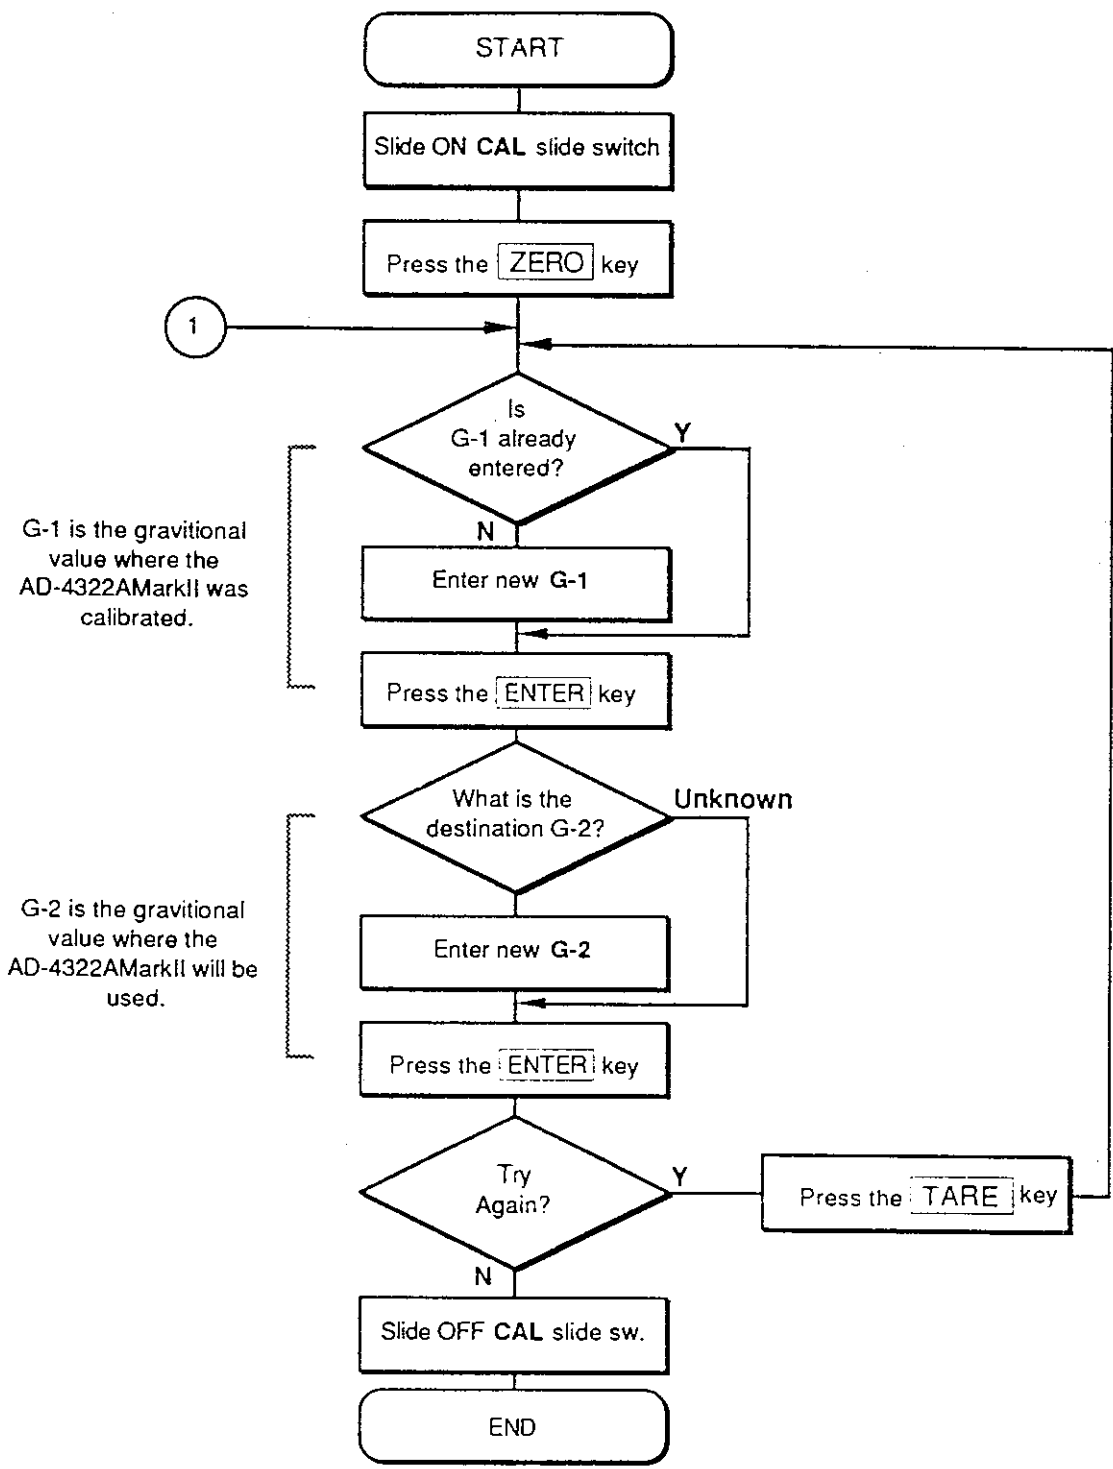 START
Slide ON CAL slide switch
Press the ZERO key
1
Is
G-1 already
entered?
Y
N
G-1 is the gravitional
value where the
AD-4322AMarkII was
calibrated.
Enter new G-1
Press the ENTER key
What is the
destination G-2?
Unknown
G-2 is the gravitional
value where the
AD-4322AMarkII will be
used.
Enter new G-2
Press the ENTER key
Try
Again?
Y
Press the TARE key
N
Slide OFF CAL slide sw.
END